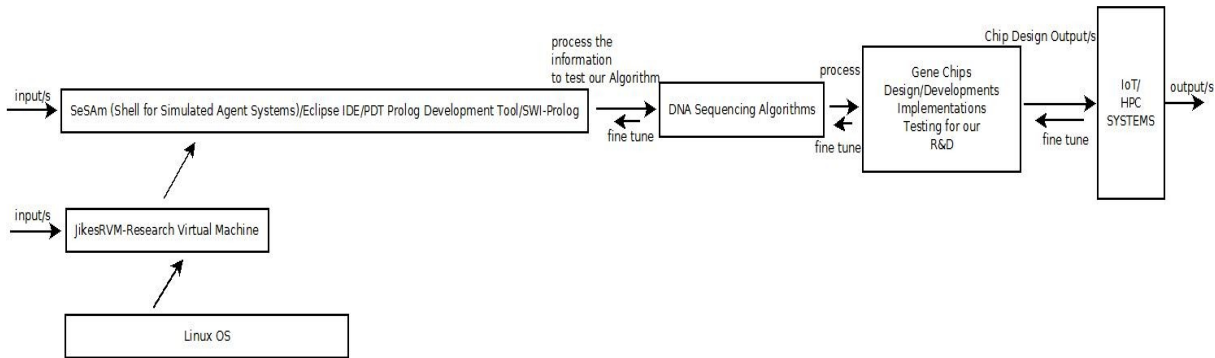 Chip Design Output/s
process the
information
to test our Algorithm
input/s
SeSAm (Shell for Simulated Agent Systems)/Eclipse IDE/PDT Prolog Development Tool/SWI-Prolog
fine tune
DNA Sequencing Algorithms
process
fine tune
Gene Chips
Design/Developments
Implementations
Testing for our
R&D
fine tune
IoT/
HPC
SYSTEMS
output/s
input/s
JikesRVM-Research Virtual Machine
Linux OS